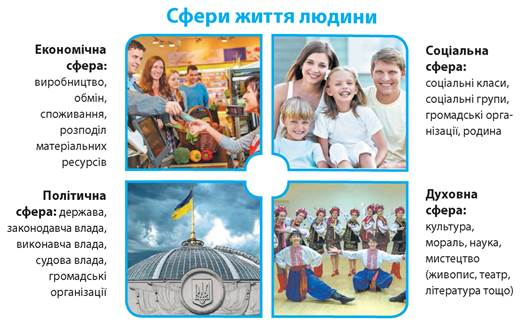 Сфери життя людини
Економічна
сфера:
виробництво,
обмін,
споживання,
розподіл
матеріальних
ресурсів
Соціальна
сфера:
соціальні класи,
соціальні групи,
громадські орга-
нізації, родина
Політична
сфера: держава,
законодавча влада,
виконавча влада,
судова влада,
громадські
організації
Духовна
сфера:
культура,
мораль, наука,
мистецтво
(живопис, театр,
література тощо)